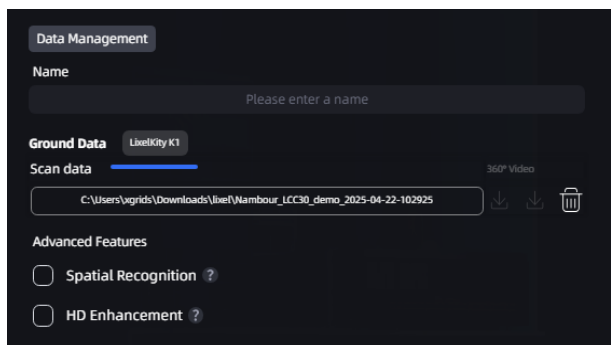 Data Management
Name
Please enter a name
Ground Data LixelKity K1
Scan data 360° Video
C:\Users\xgrids\Downloads\lixel\Nambour_LCC30_demo_2025-04-22-102925
Advanced Features
Spatial Recognition ?
HD Enhancement ?